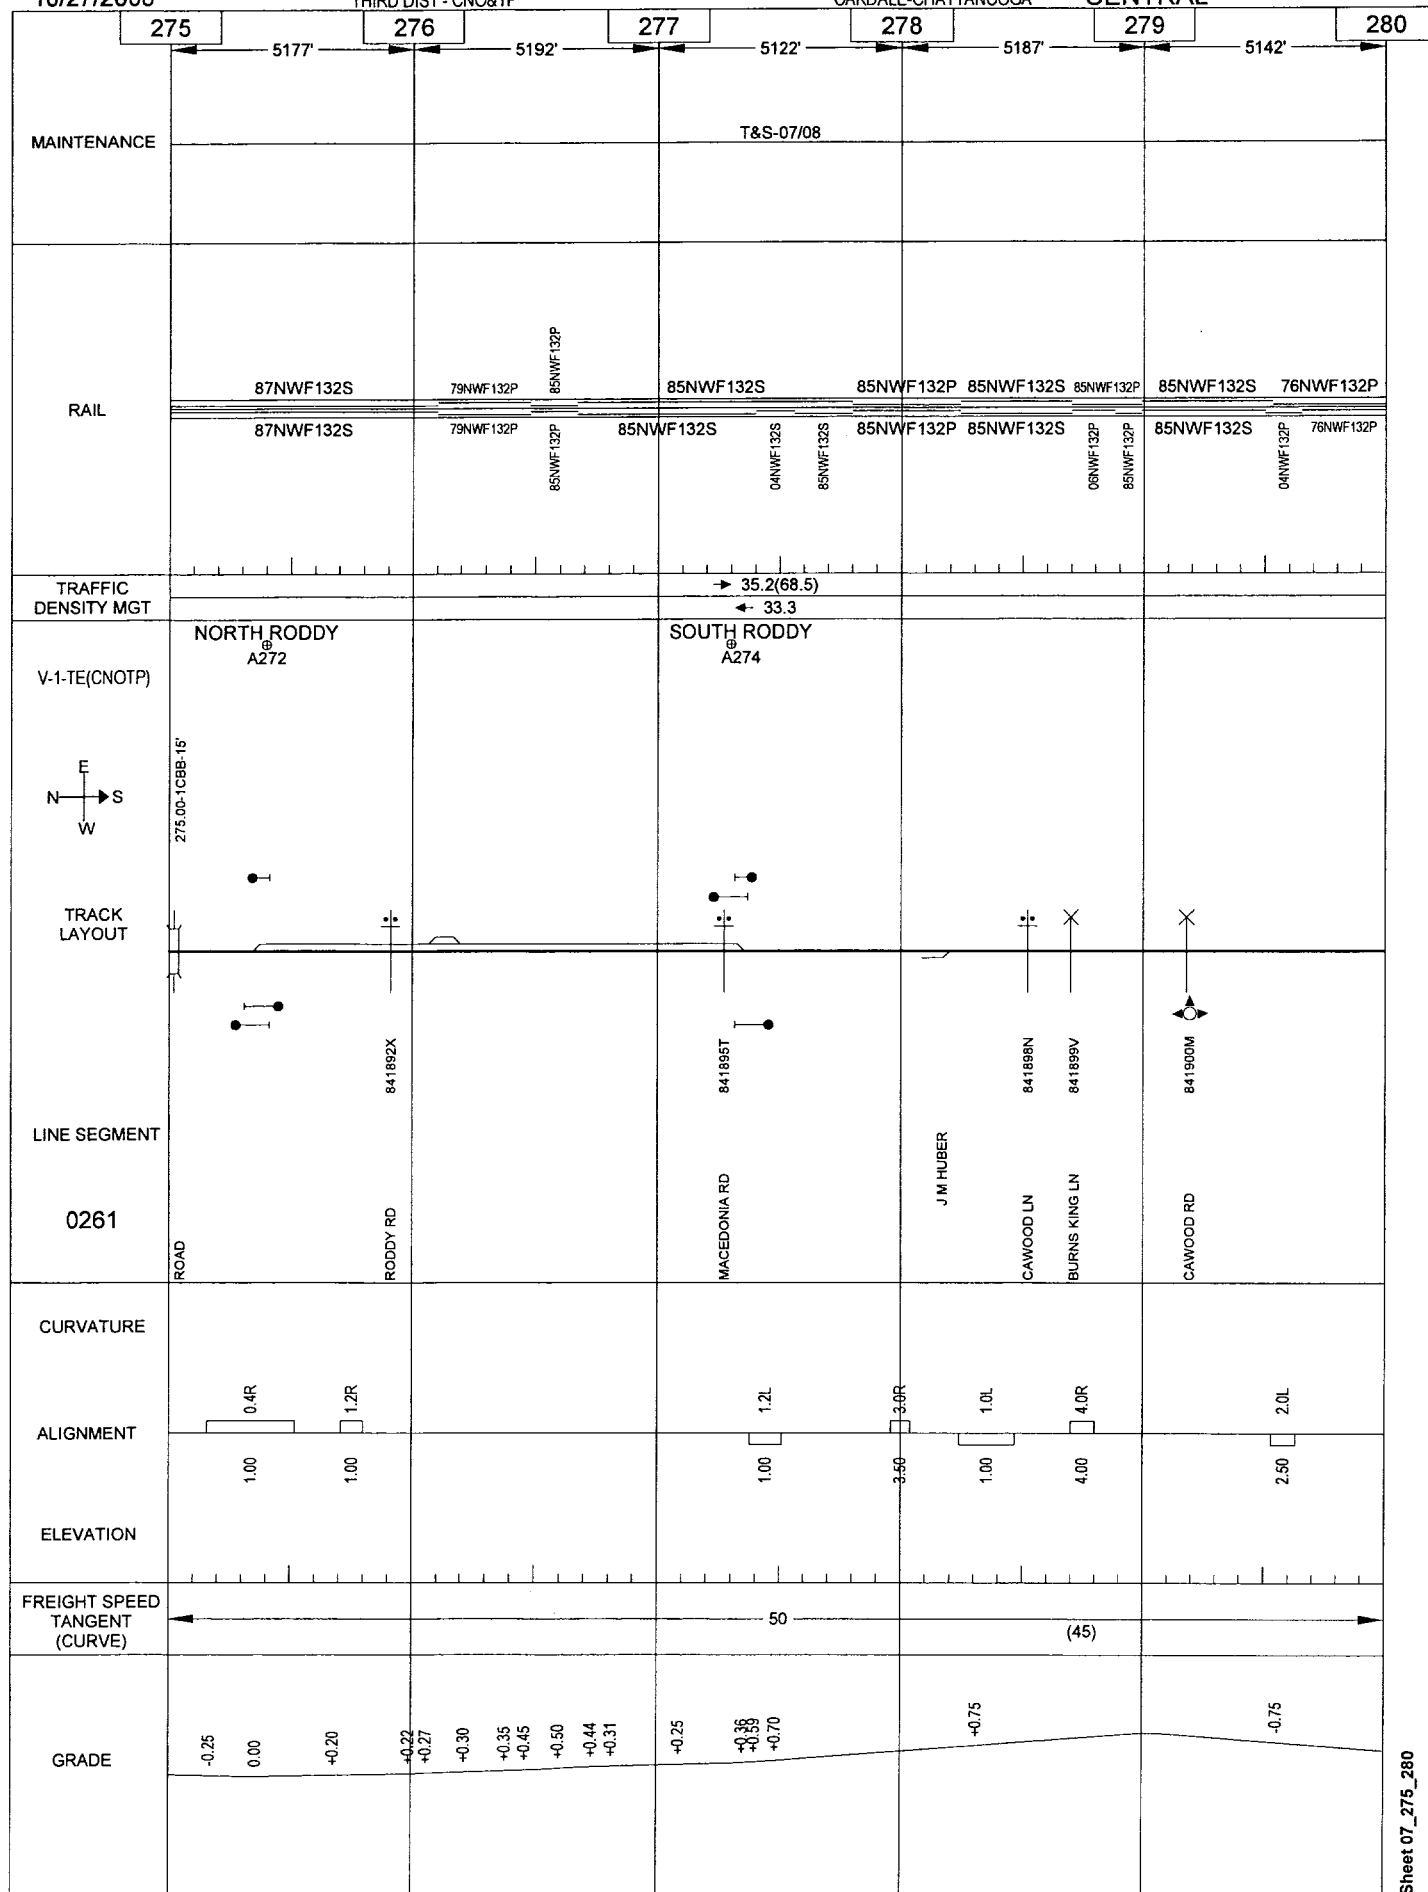 THIRD DIST - CNO&TP
CENTRAL
275 276 277 278 279 280
5177' 5192' 5122' 5187' 5142'
MAINTENANCE
T&S-07/08
RAIL
87NWF132S 79NWF132P 85NWF132P 85NWF132S 85NWF132P 85NWF132S 85NWF132P 85NWF132S 76NWF132P
87NWF132S 79NWF132P 85NWF132P 85NWF132S 04NWF132S 85NWF132S 85NWF132P 85NWF132S 06NWF132P 85NWF132P 85NWF132S 04NWF132P 76NWF132P
TRAFFIC
DENSITY MGT
35.2(68.5)
33.3
V-1-TE(CNOTP)
NORTH RODDY
A272
SOUTH RODDY
A274
E
N S
W
275.00-1CBB-15'
TRACK
LAYOUT
841892X
841895T
841898N
841899V
841900M
LINE SEGMENT
0261
ROAD
RODDY RD
MACEDONIA RD
J M HUBER
CAWOOD LN
BURNS KING LN
CAWOOD RD
CURVATURE
0.4R 1.2R 1.2L 3.0R 1.0L 4.0R 2.0L
ALIGNMENT
1.00 1.00 1.00 3.50 1.00 4.00 2.50
ELEVATION
FREIGHT SPEED
TANGENT
(CURVE)
50
(45)
GRADE
-0.25 0.00 +0.20 +0.22 +0.27 +0.30 +0.35 +0.45 +0.50 +0.44 +0.31 +0.25 +0.36 +0.59 +0.70 +0.75 -0.75
Sheet 07_275_280